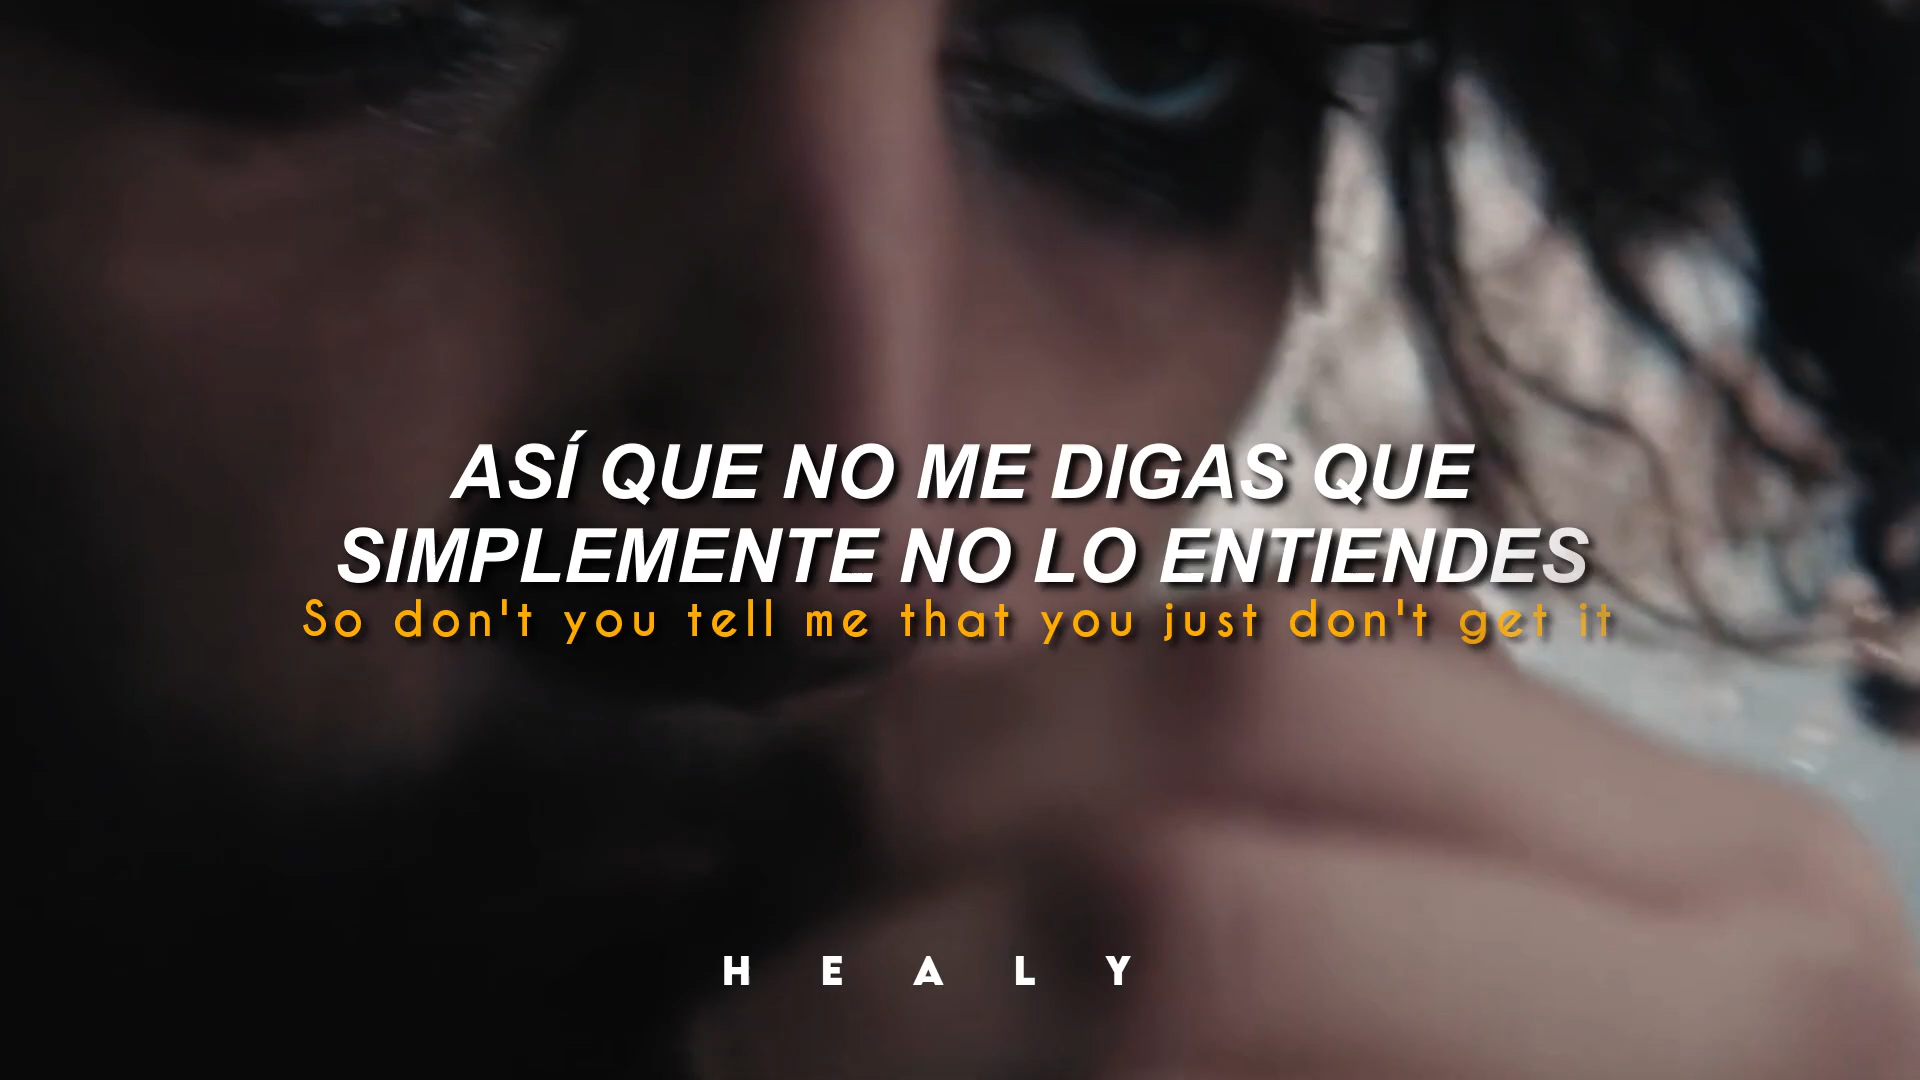 ASÍ QUE NO ME DIGAS QUE
SIMPLEMENTE NO LO ENTIENDES
So don't you tell me that you just don't get it
HEALY